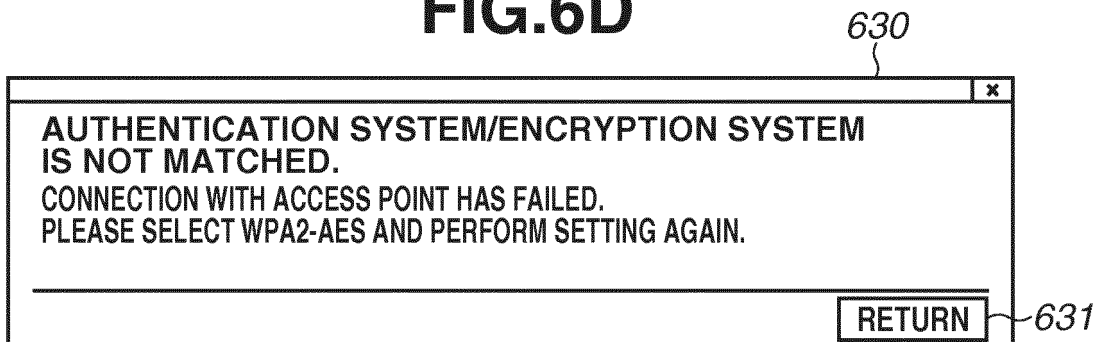 FIG.6D
630
×
AUTHENTICATION SYSTEM/ENCRYPTION SYSTEM
IS NOT MATCHED.
CONNECTION WITH ACCESS POINT HAS FAILED.
PLEASE SELECT WPA2-AES AND PERFORM SETTING AGAIN.
RETURN
631